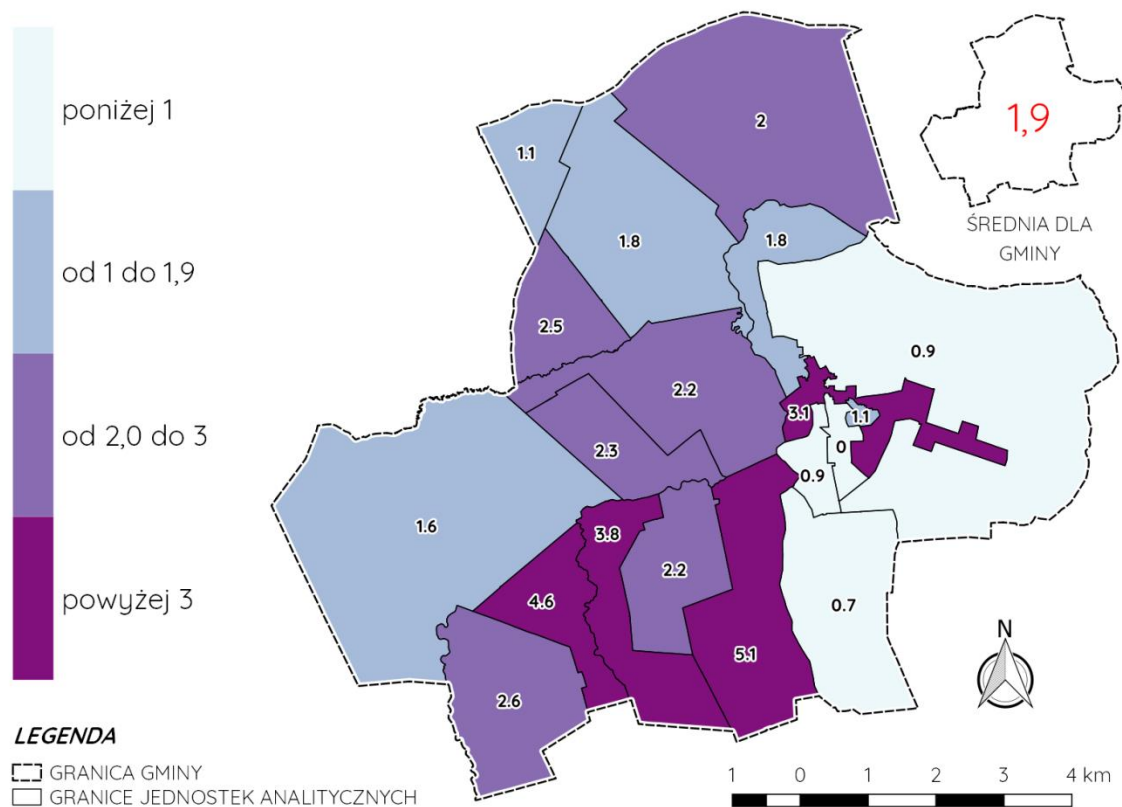 poniżej 1
od 1 do 1,9
od 2,0 do 3
powyżej 3
LEGENDA
GRANICA GMINY
GRANICE JEDNOSTEK ANALITYCZNYCH
1,9
ŚREDNIA DLA
GMINY
2
1.1
1.8
1.8
2.5
0.9
2.2
3.1
1.1
0
2.3
0.9
1.6
3.8
2.2
4.6
0.7
5.1
2.6
N
1 0 1 2 3 4 km